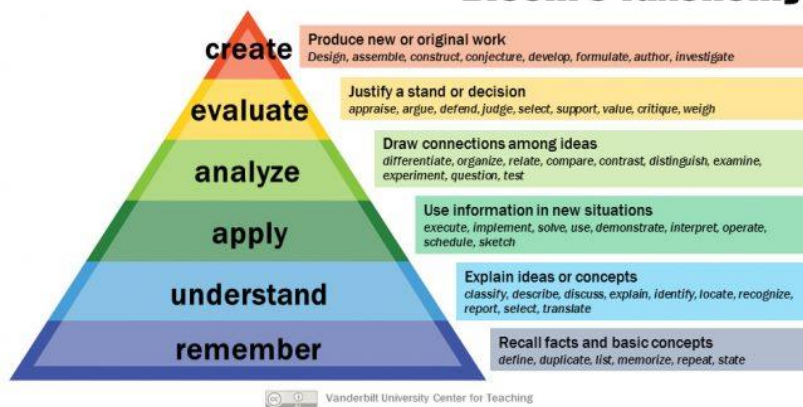 create
Produce new or original work
Design, assemble, construct, conjecture, develop, formulate, author, investigate
evaluate
Justify a stand or decision
appraise, argue, defend, judge, select, support, value, critique, weigh
analyze
Draw connections among ideas
differentiate, organize, relate, compare, contrast, distinguish, examine,
experiment, question, test
apply
Use information in new situations
execute, implement, solve, use, demonstrate, interpret, operate,
schedule, sketch
understand
Explain ideas or concepts
classify, describe, discuss, explain, identify, locate, recognize,
report, select, translate
remember
Recall facts and basic concepts
define, duplicate, list, memorize, repeat, state
cc
Vanderbilt University Center for Teaching